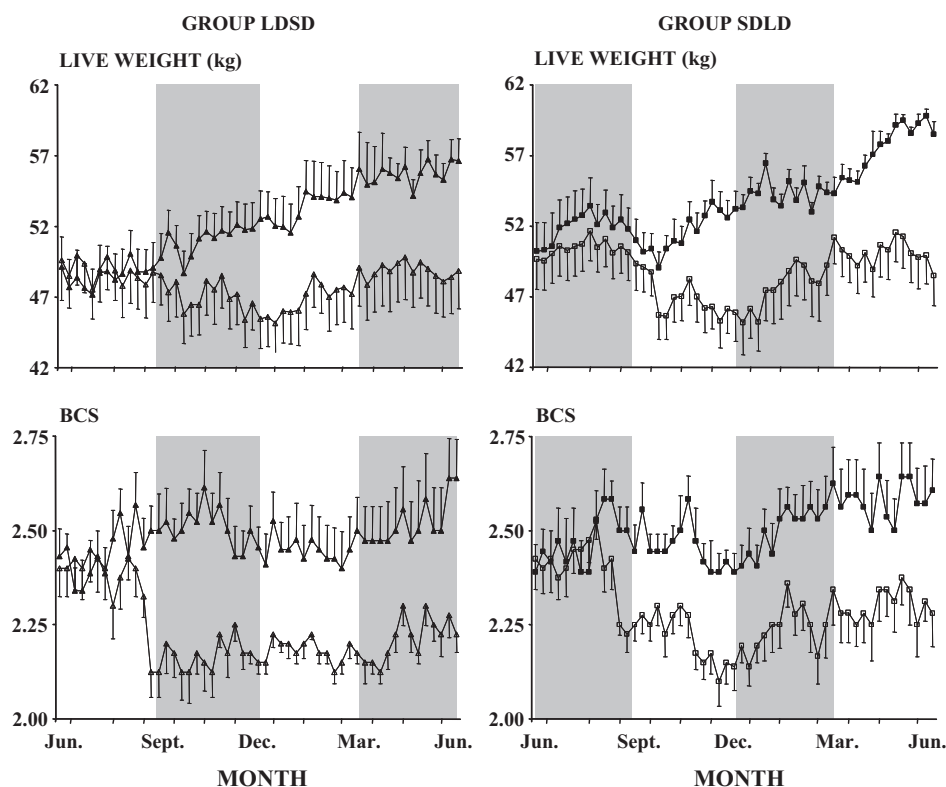 GROUP LDSD
GROUP SDLD
LIVE WEIGHT (kg)
LIVE WEIGHT (kg)
62
57
52
47
42
62
57
52
47
42
BCS
BCS
2.75
2.50
2.25
2.00
2.75
2.50
2.25
2.00
Jun. Sept. Dec. Mar. Jun.
Jun. Sept. Dec. Mar. Jun.
MONTH
MONTH